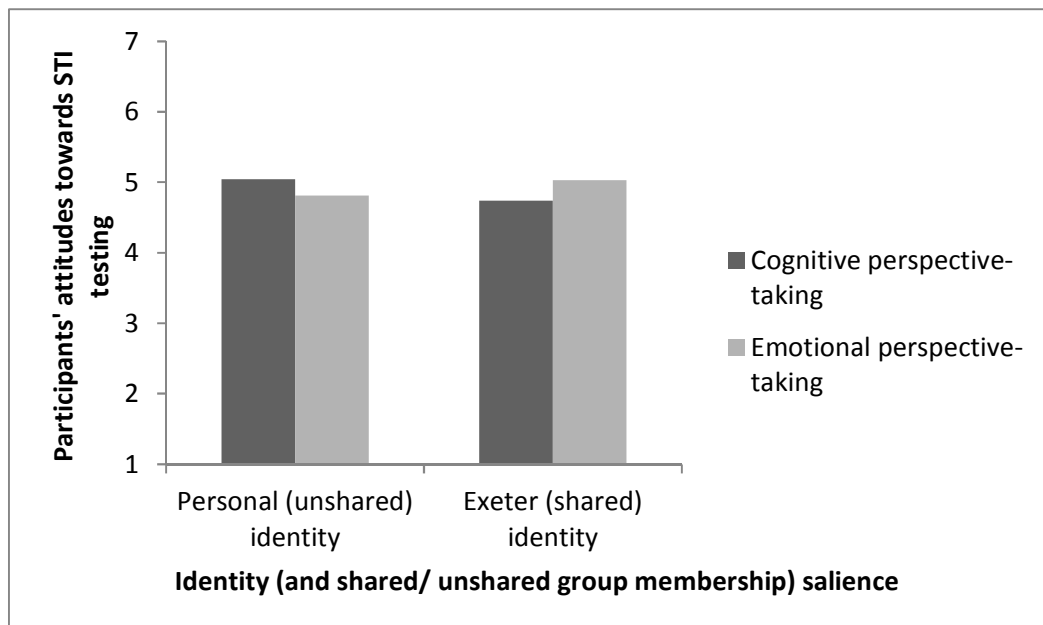 Participants' attitudes towards STI
testing
7
6
5
4
3
2
1
Personal (unshared)
identity
Exeter (shared)
identity
Identity (and shared/ unshared group membership) salience
Cognitive perspective-
taking
Emotional perspective-
taking